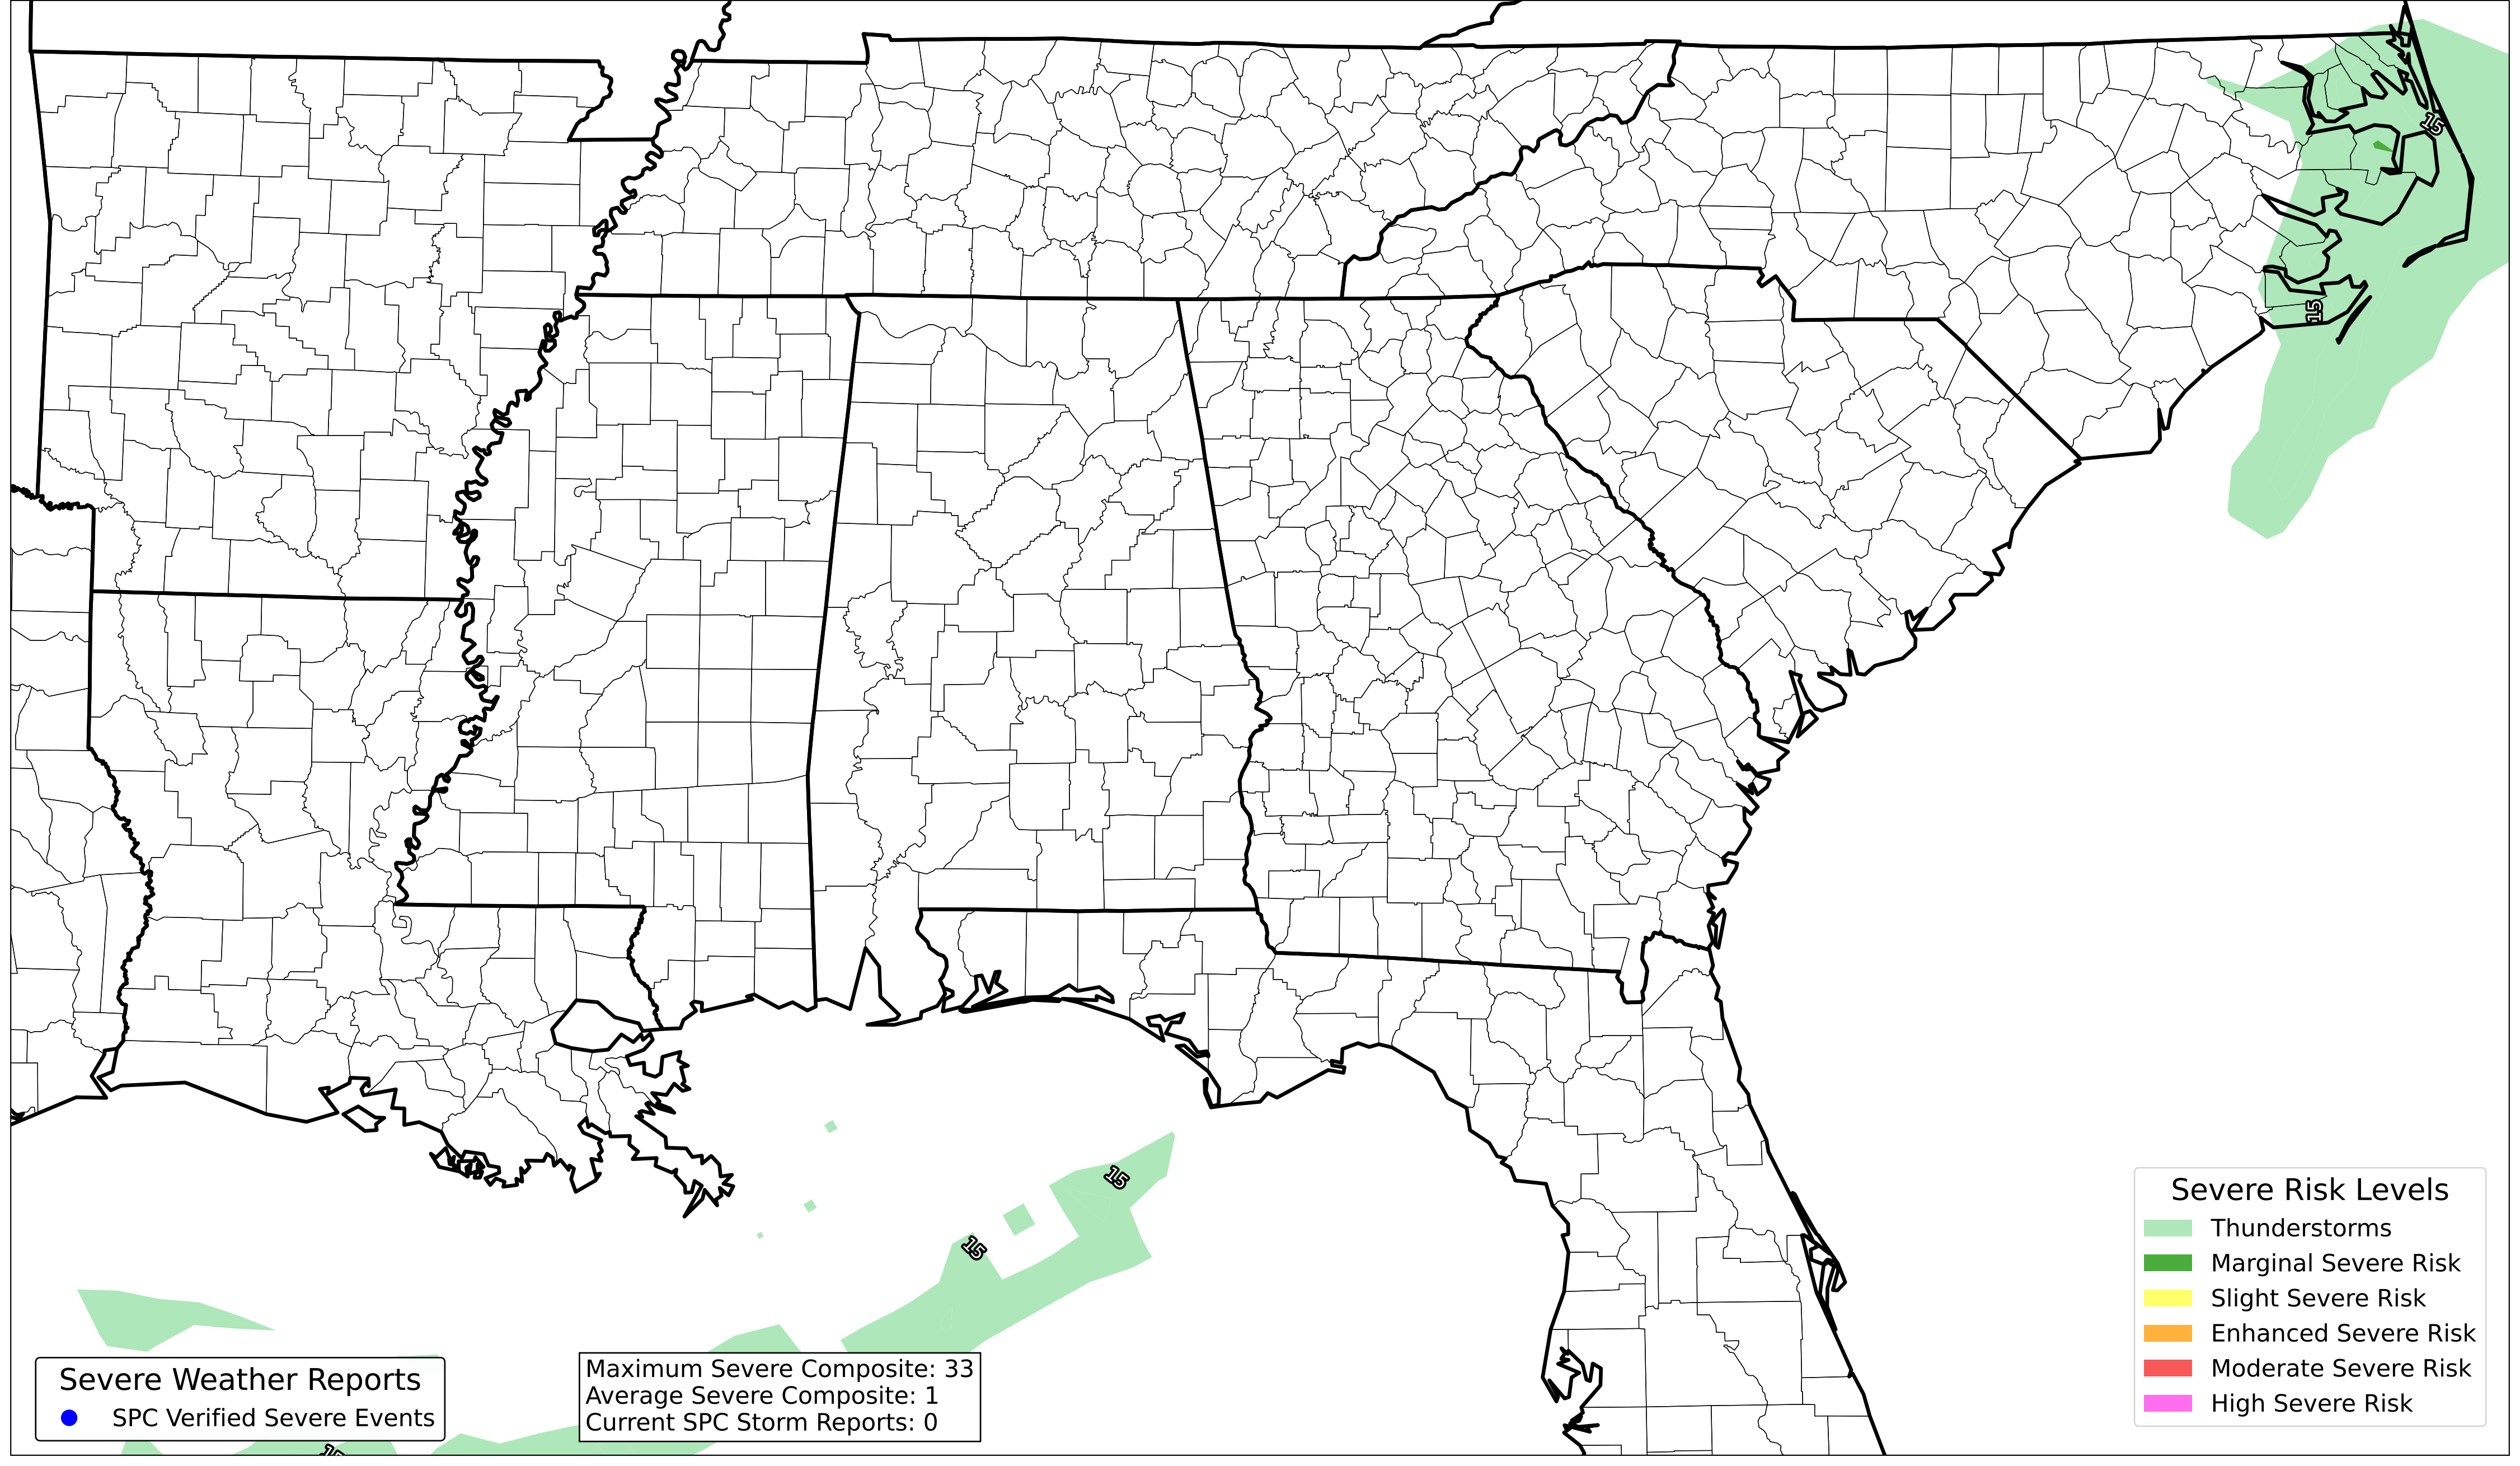 15
15
15
15
15
Severe Risk Levels
Thunderstorms
Marginal Severe Risk
Slight Severe Risk
Enhanced Severe Risk
Moderate Severe Risk
High Severe Risk
Severe Weather Reports
SPC Verified Severe Events
Maximum Severe Composite: 33
Average Severe Composite: 1
Current SPC Storm Reports: 0